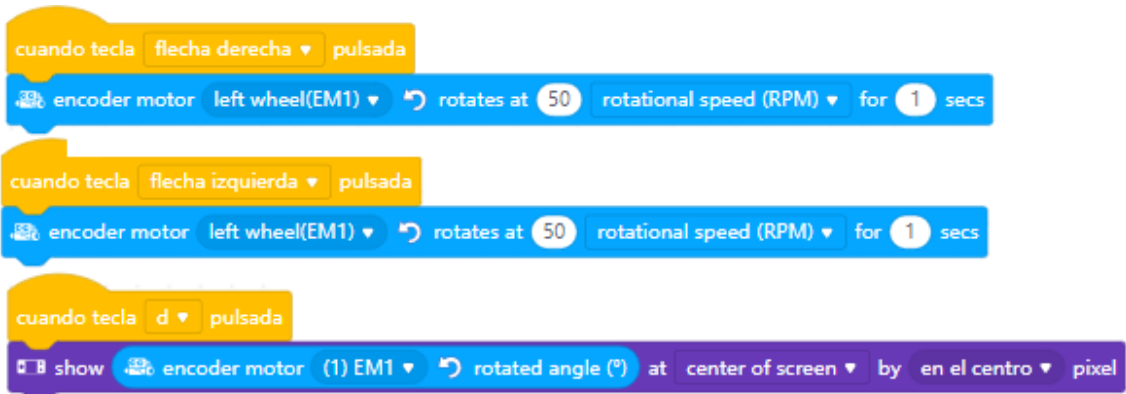 cuando tecla flecha derecha pulsada
encoder motor left wheel(EM1) rotates at 50 rotational speed (RPM) for 1 secs
cuando tecla flecha izquierda pulsada
encoder motor left wheel(EM1) rotates at 50 rotational speed (RPM) for 1 secs
cuando tecla d pulsada
show encoder motor (1) EM1 rotated angle (°) at center of screen by en el centro pixel